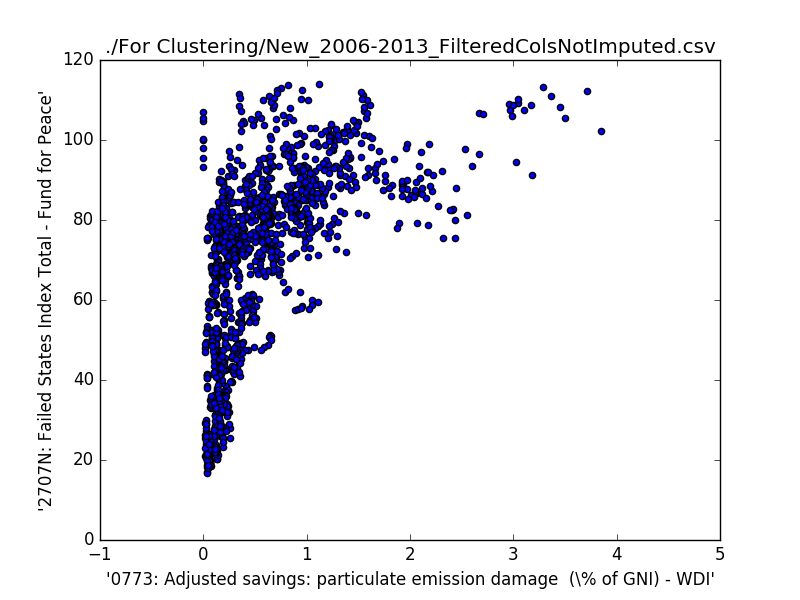 ./For Clustering/New_2006-2013_FilteredColsNotImputed.csv
120
100
80
60
40
20
0
'2707N: Failed States Index Total - Fund for Peace'
−1 0 1 2 3 4 5
'0773: Adjusted savings: particulate emission damage  (\% of GNI) - WDI'